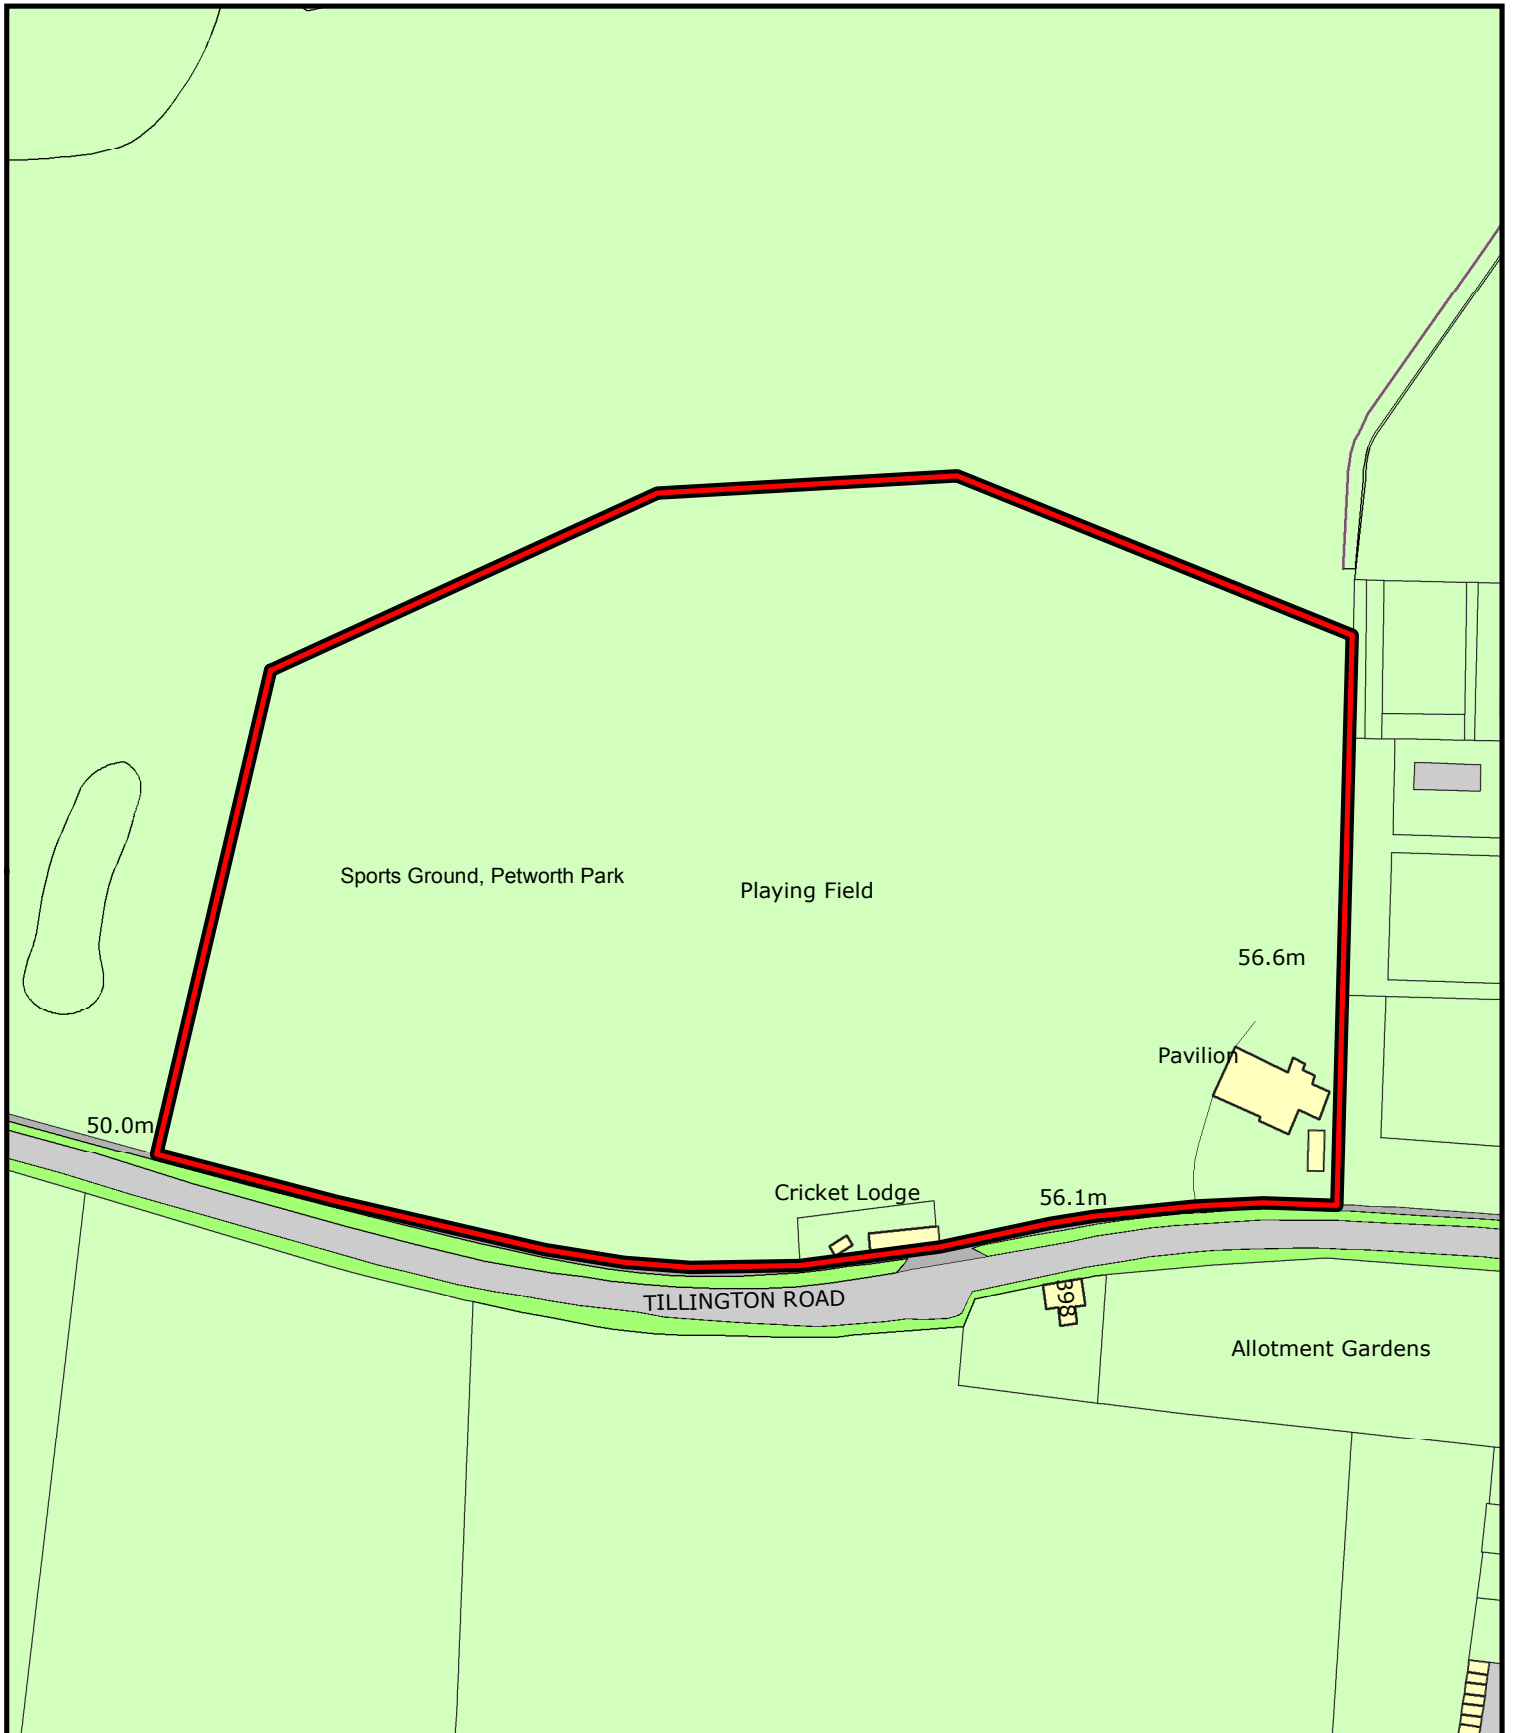 Sports Ground, Petworth Park
Playing Field
56.6m
Pavilion
50.0m
Cricket Lodge
56.1m
TILLINGTON ROAD
398
Allotment Gardens